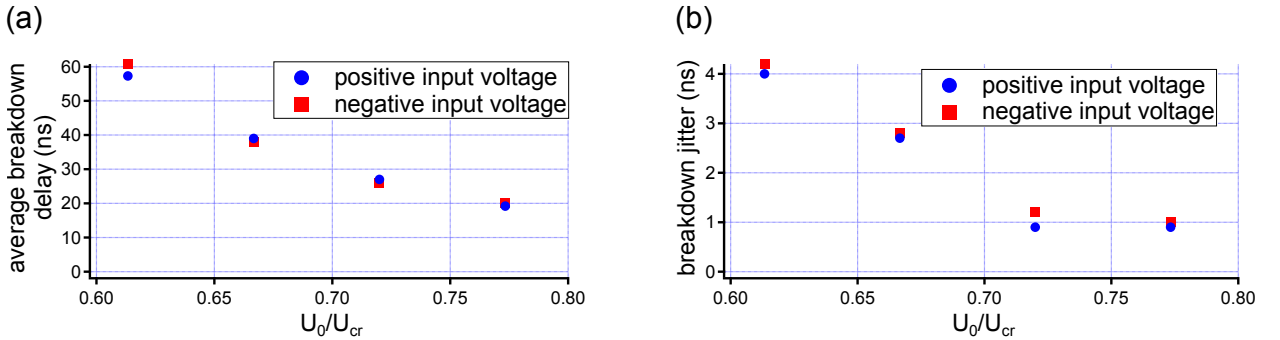 (a)
average breakdown
delay (ns)
60
50
40
30
20
10
0
positive input voltage
negative input voltage
0.60
0.65
0.70
0.75
0.80
U0/Ucr
(b)
breakdown jitter (ns)
4
3
2
1
0
positive input voltage
negative input voltage
0.60
0.65
0.70
0.75
0.80
U0/Ucr